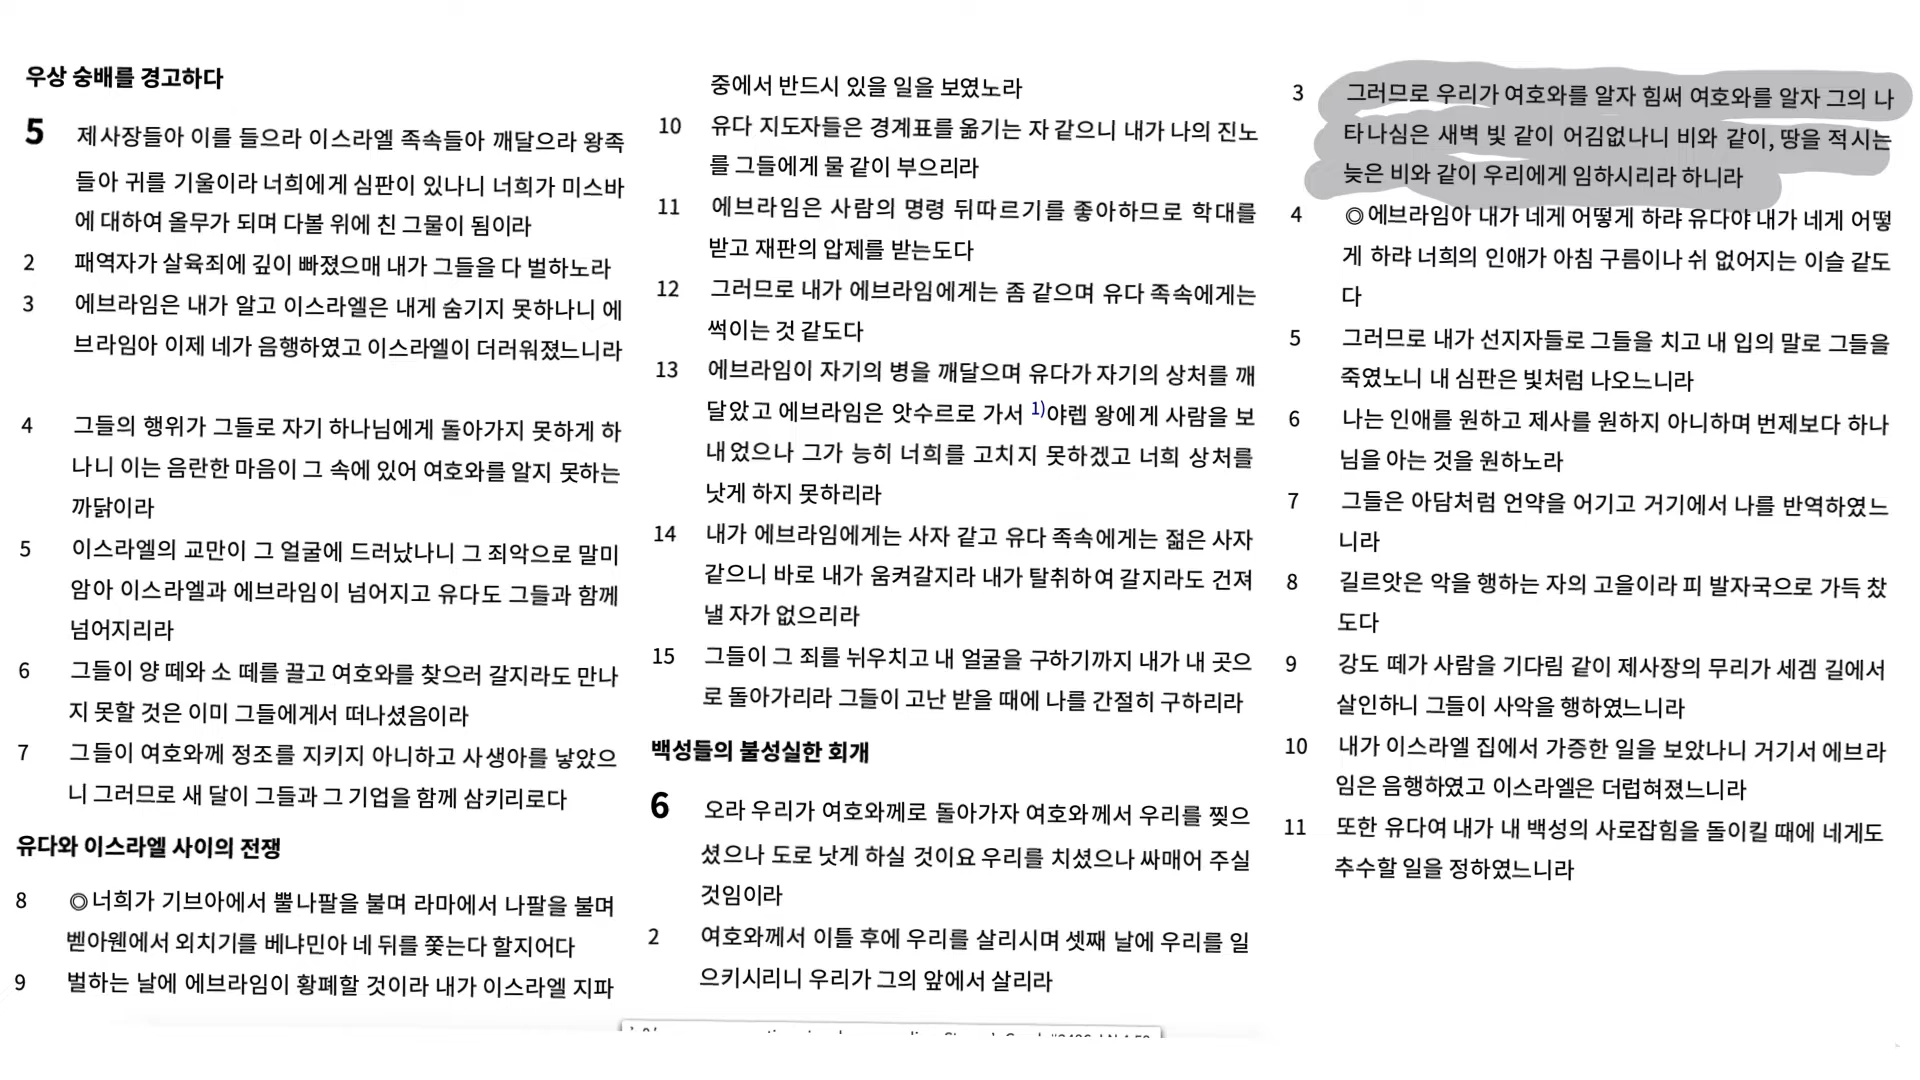 우상 숭배를 경고하다
5 제사장들아 이를 들으라 이스라엘 족속들아 깨달으라 왕족
들아 귀를 기울이라 너희에게 심판이 있나니 너희가 미스바
에 대하여 올무가 되며 다볼 위에 친 그물이 됨이라
2 패역자가 살육죄에 깊이 빠졌으매 내가 그들을 다 벌하노라
3 에브라임은 내가 알고 이스라엘은 내게 숨기지 못하나니 에
브라임아 이제 네가 음행하였고 이스라엘이 더러워졌느니라
4 그들의 행위가 그들로 자기 하나님에게 돌아가지 못하게 하
나니 이는 음란한 마음이 그 속에 있어 여호와를 알지 못하는
까닭이라
5 이스라엘의 교만이 그 얼굴에 드러났나니 그 죄악으로 말미
암아 이스라엘과 에브라임이 넘어지고 유다도 그들과 함께
넘어지리라
6 그들이 양 떼와 소 떼를 끌고 여호와를 찾으러 갈지라도 만나
지 못할 것은 이미 그들에게서 떠나셨음이라
7 그들이 여호와께 정조를 지키지 아니하고 사생아를 낳았으
니 그러므로 새 달이 그들과 그 기업을 함께 삼키리로다
유다와 이스라엘 사이의 전쟁
8 ◎너희가 기브아에서 뿔나팔을 불며 라마에서 나팔을 불며
벧아웬에서 외치기를 베냐민아 네 뒤를 쫓는다 할지어다
9 벌하는 날에 에브라임이 황폐할 것이라 내가 이스라엘 지파
중에서 반드시 있을 일을 보였노라
10 유다 지도자들은 경계표를 옮기는 자 같으니 내가 나의 진노
를 그들에게 물 같이 부으리라
11 에브라임은 사람의 명령 뒤따르기를 좋아하므로 학대를
받고 재판의 압제를 받는도다
12 그러므로 내가 에브라임에게는 좀 같으며 유다 족속에게는
썩이는 것 같도다
13 에브라임이 자기의 병을 깨달으며 유다가 자기의 상처를 깨
달았고 에브라임은 앗수르로 가서 1)야렙 왕에게 사람을 보
내었으나 그가 능히 너희를 고치지 못하겠고 너희 상처를
낫게 하지 못하리라
14 내가 에브라임에게는 사자 같고 유다 족속에게는 젊은 사자
같으니 바로 내가 움켜갈지라 내가 탈취하여 갈지라도 건져
낼 자가 없으리라
15 그들이 그 죄를 뉘우치고 내 얼굴을 구하기까지 내가 내 곳으
로 돌아가리라 그들이 고난 받을 때에 나를 간절히 구하리라
백성들의 불성실한 회개
6 오라 우리가 여호와께로 돌아가자 여호와께서 우리를 찢으
셨으나 도로 낫게 하실 것이요 우리를 치셨으나 싸매어 주실
것임이라
2 여호와께서 이틀 후에 우리를 살리시며 셋째 날에 우리를 일
으키시리니 우리가 그의 앞에서 살리라
3 그러므로 우리가 여호와를 알자 힘써 여호와를 알자 그의 나
타나심은 새벽 빛 같이 어김없나니 비와 같이, 땅을 적시는
늦은 비와 같이 우리에게 임하시리라 하니라
4 ◎에브라임아 내가 네게 어떻게 하랴 유다야 내가 네게 어떻
게 하랴 너희의 인애가 아침 구름이나 쉬 없어지는 이슬 같도
다
5 그러므로 내가 선지자들로 그들을 치고 내 입의 말로 그들을
죽였노니 내 심판은 빛처럼 나오느니라
6 나는 인애를 원하고 제사를 원하지 아니하며 번제보다 하나
님을 아는 것을 원하노라
7 그들은 아담처럼 언약을 어기고 거기에서 나를 반역하였느
니라
8 길르앗은 악을 행하는 자의 고을이라 피 발자국으로 가득 찼
도다
9 강도 떼가 사람을 기다림 같이 제사장의 무리가 세겜 길에서
살인하니 그들이 사악을 행하였느니라
10 내가 이스라엘 집에서 가증한 일을 보았나니 거기서 에브라
임은 음행하였고 이스라엘은 더럽혀졌느니라
11 또한 유다여 내가 내 백성의 사로잡힘을 돌이킬 때에 네게도
추수할 일을 정하였느니라